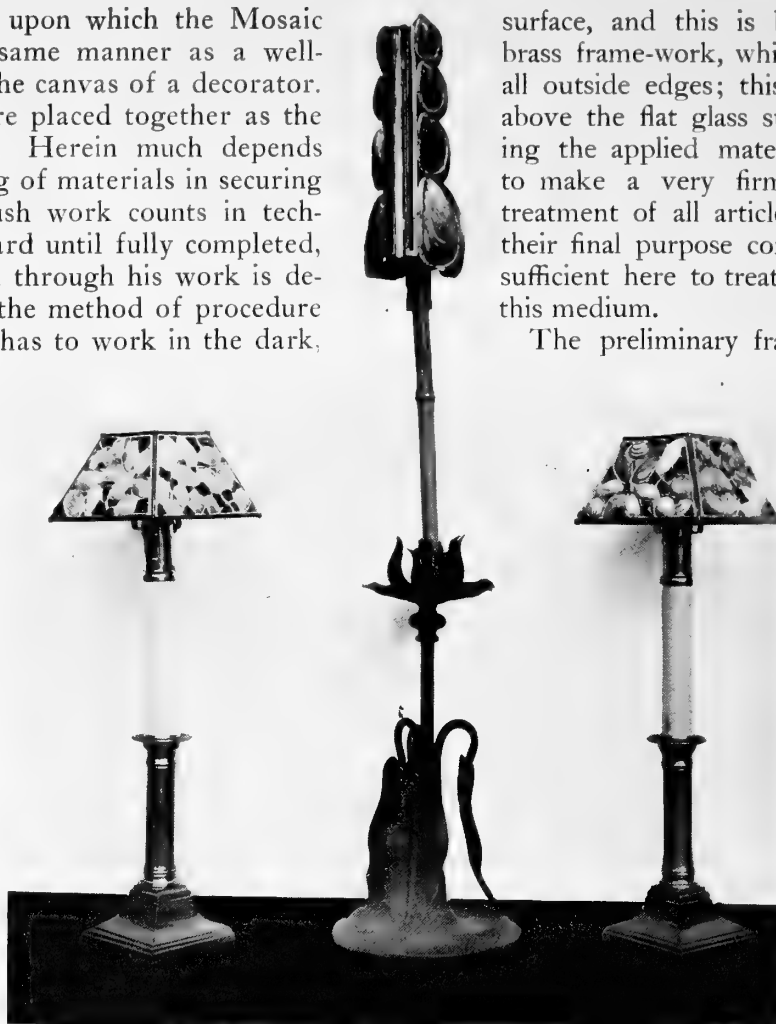 upon which the Mosaic
same manner as a well-
he canvas of a decorator.
re placed together as the
Herein much depends
g of materials in securing
ush work counts in tech-
ard until fully completed,
through his work is de-
the method of procedure
has to work in the dark,
surface, and this is
brass frame-work, whi
all outside edges; this
above the flat glass s
ing the applied mate
to make a very firm
treatment of all article
their final purpose co
sufficient here to treat
this medium.
The preliminary fra